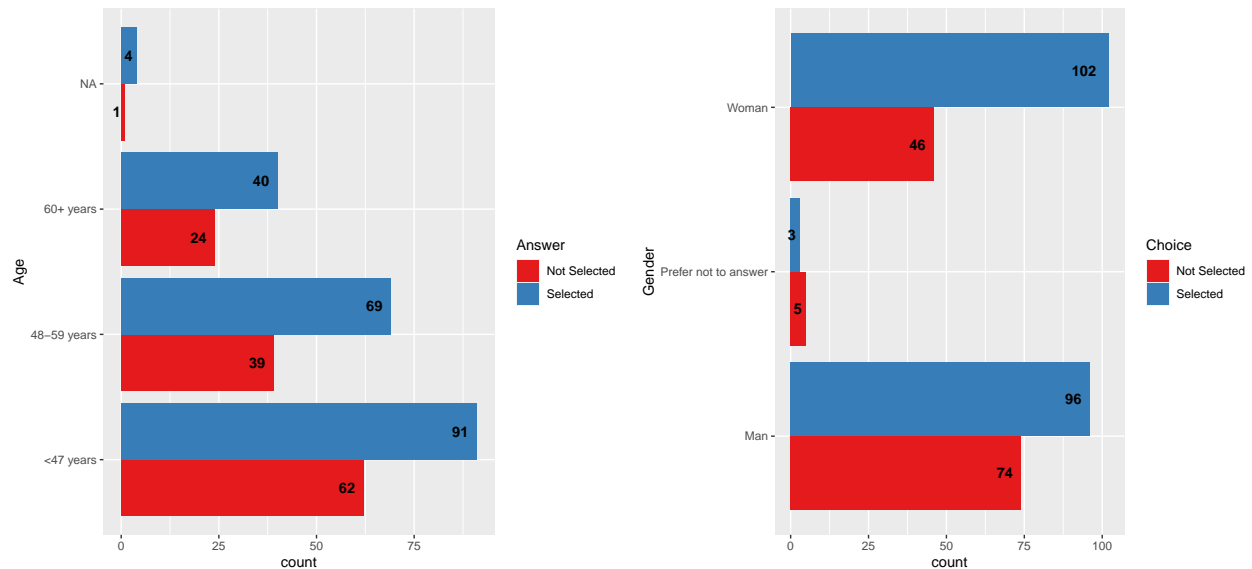 Age
NA
60+ years
48–59 years
<47 years
4
1
40
24
69
39
91
62
0
25
50
75
count
Answer
Not Selected
Selected
Gender
Woman
Prefer not to answer
Man
102
46
3
5
96
74
0
25
50
75
100
count
Choice
Not Selected
Selected